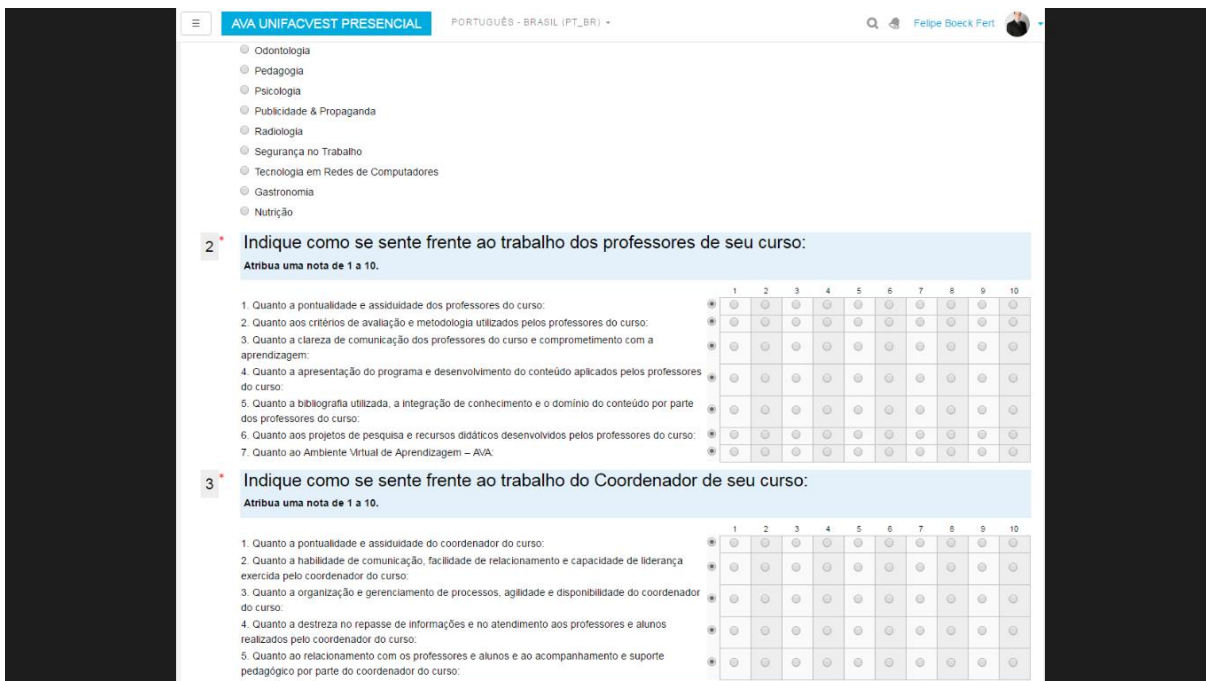 AVA UNIFACVEST PRESENCIAL PORTUGUÊS - BRASIL (PT_BR) Felipe Boeck Fert
Odontologia
Pedagogia
Psicologia
Publicidade & Propaganda
Radiologia
Segurança no Trabalho
Tecnologia em Redes de Computadores
Gastronomia
Nutrição
2 * Indique como se sente frente ao trabalho dos professores de seu curso:
Atribua uma nota de 1 a 10.
1 2 3 4 5 6 7 8 9 10
1. Quanto a pontualidade e assiduidade dos professores do curso:
2. Quanto aos critérios de avaliação e metodologia utilizados pelos professores do curso:
3. Quanto a clareza de comunicação dos professores do curso e comprometimento com a
aprendizagem:
4. Quanto a apresentação do programa e desenvolvimento do conteúdo aplicados pelos professores
do curso:
5. Quanto a bibliografia utilizada, a integração de conhecimento e o domínio do conteúdo por parte
dos professores do curso:
6. Quanto aos projetos de pesquisa e recursos didáticos desenvolvidos pelos professores do curso:
7. Quanto ao Ambiente Virtual de Aprendizagem – AVA:
3 * Indique como se sente frente ao trabalho do Coordenador de seu curso:
Atribua uma nota de 1 a 10.
1 2 3 4 5 6 7 8 9 10
1. Quanto a pontualidade e assiduidade do coordenador do curso:
2. Quanto a habilidade de comunicação, facilidade de relacionamento e capacidade de liderança
exercida pelo coordenador do curso:
3. Quanto a organização e gerenciamento de processos, agilidade e disponibilidade do coordenador
do curso:
4. Quanto a destreza no repasse de informações e no atendimento aos professores e alunos
realizados pelo coordenador do curso:
5. Quanto ao relacionamento com os professores e alunos e ao acompanhamento e suporte
pedagógico por parte do coordenador do curso: